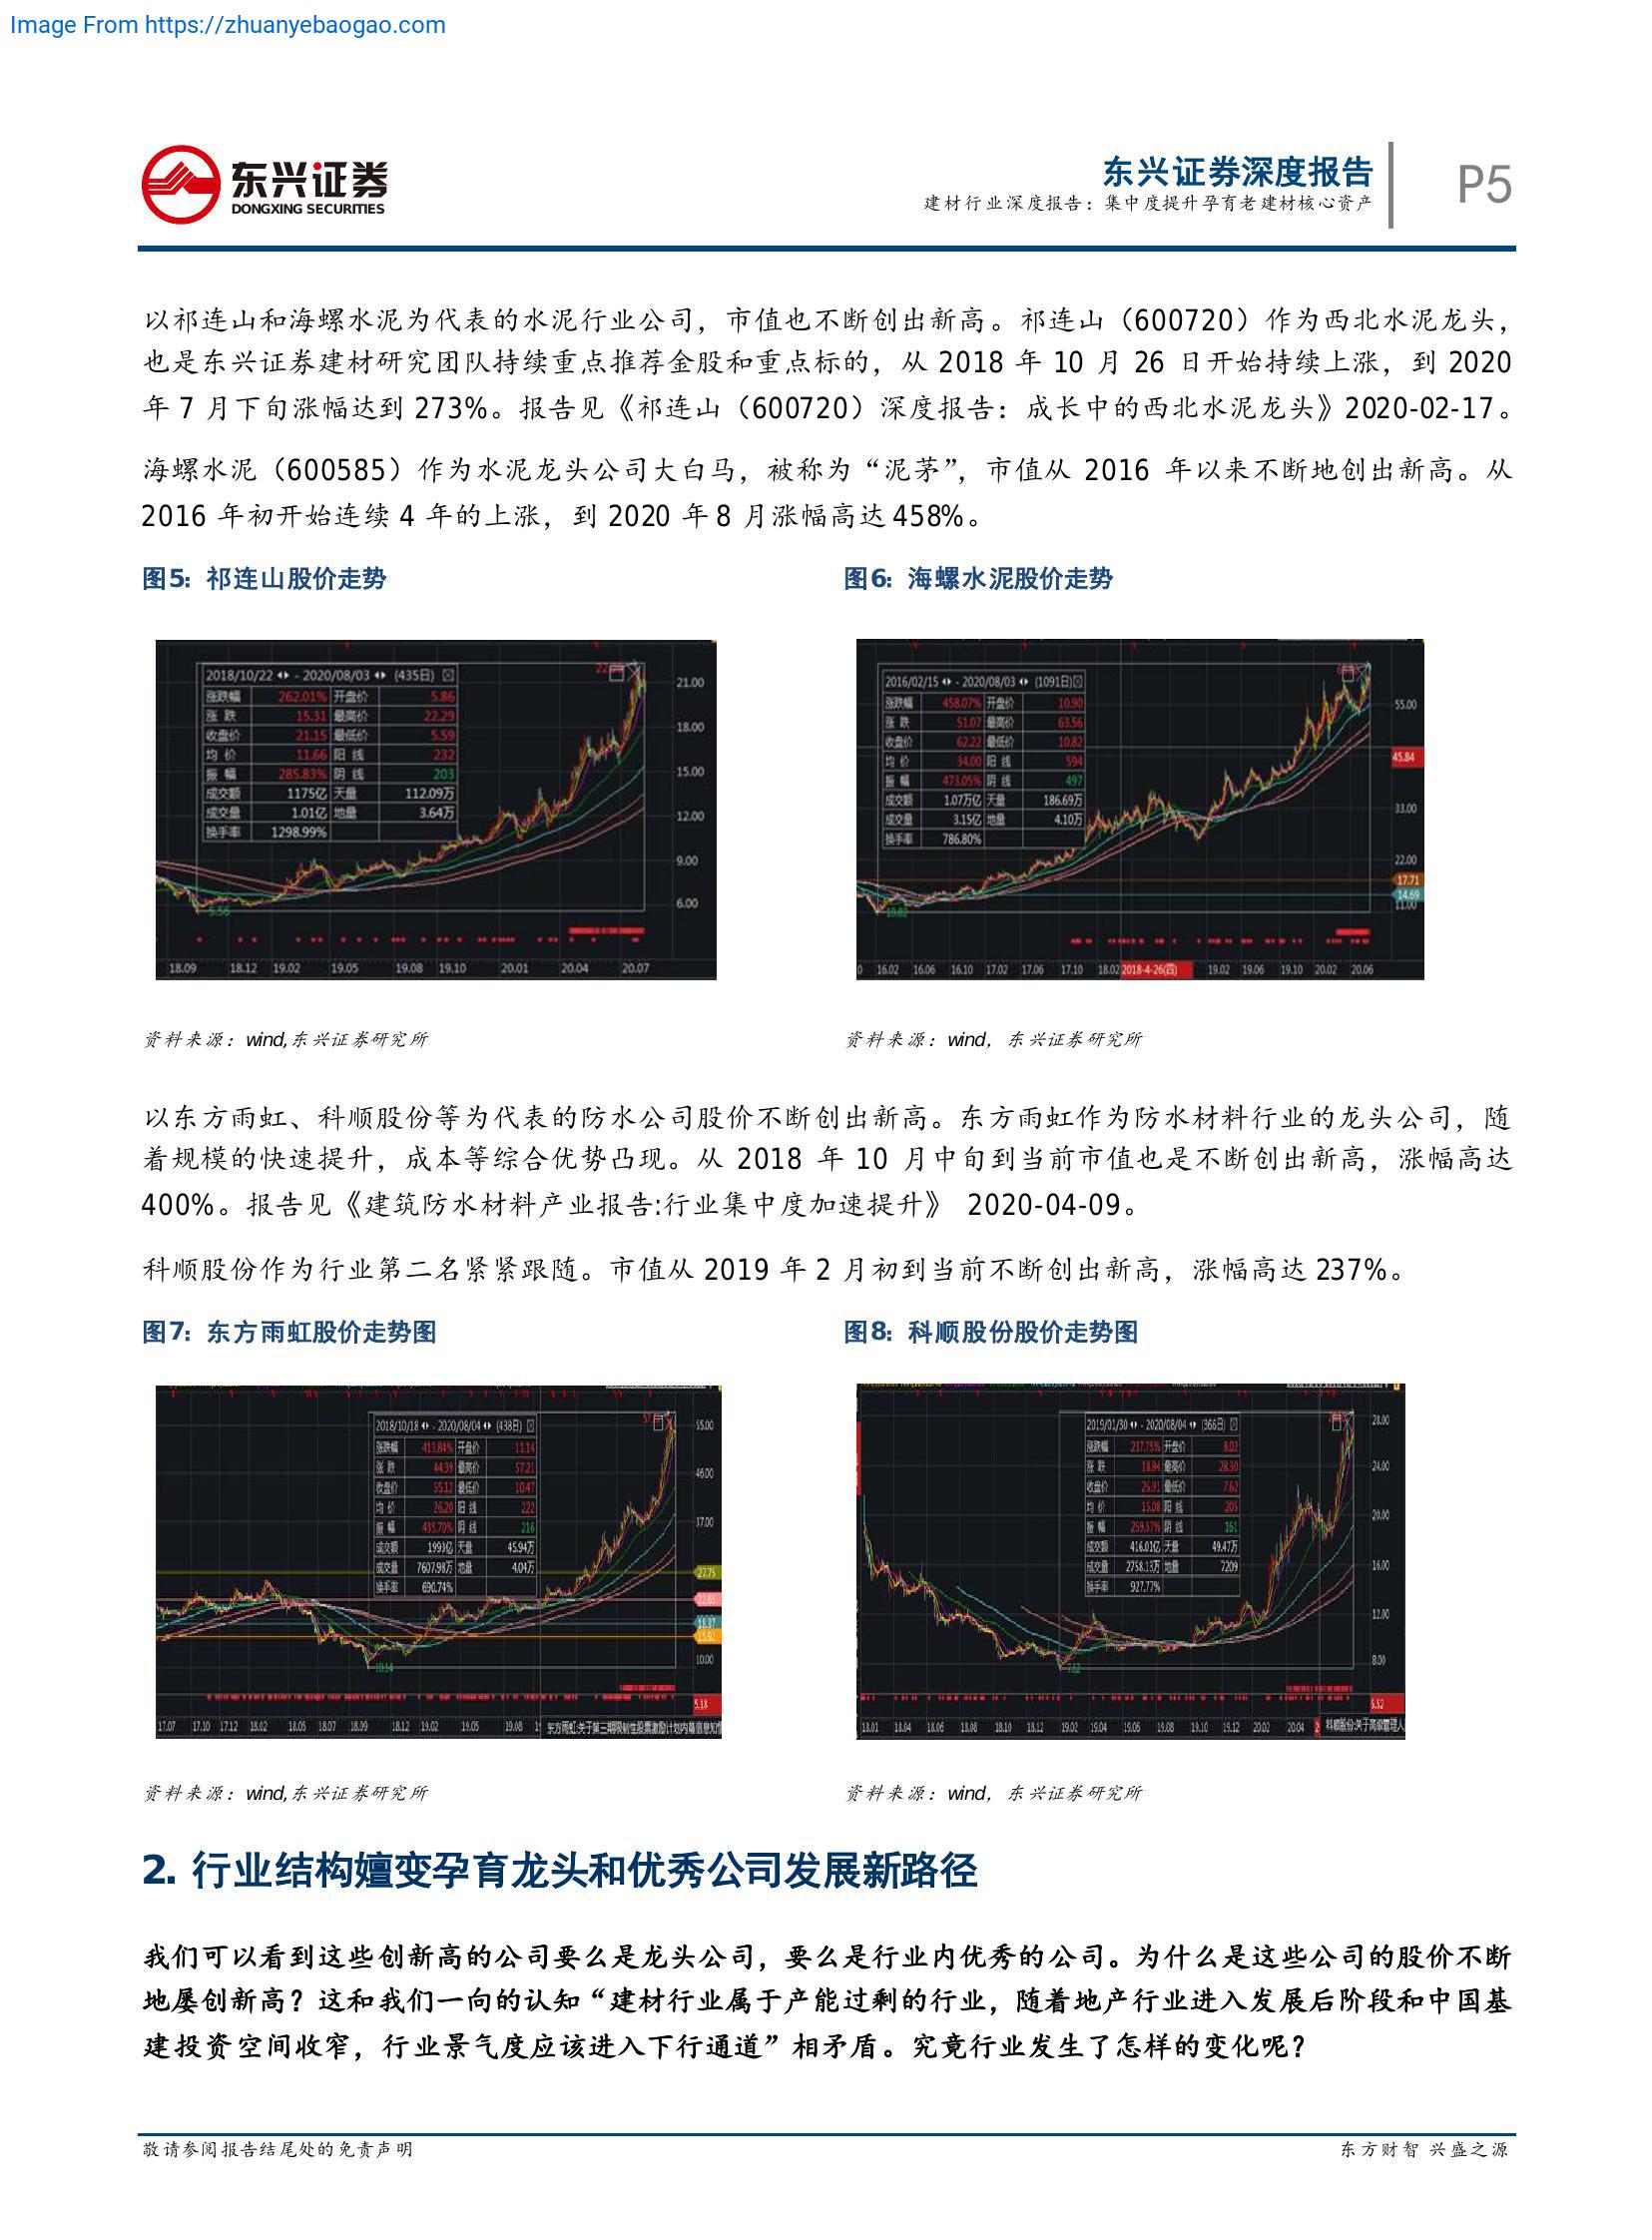 Image From https://zhuanyebaogao.com
东兴证券
DONGXING SECURITIES
东兴证券深度报告
建材行业深度报告：集中度提升孕育老建材核心资产
P5
以祁连山和海螺水泥为代表的水泥行业公司，市值也不断创出新高。祁连山（600720）作为西北水泥龙头，
也是东兴证券建材研究团队持续重点推荐金股和重点标的，从 2018 年 10 月 26 日开始持续上涨，到 2020
年 7 月下旬涨幅达到 273%。报告见《祁连山（600720）深度报告：成长中的西北水泥龙头》2020-02-17。
海螺水泥（600585）作为水泥龙头公司大白马，被称为“泥茅”，市值从 2016 年以来不断地创出新高。从
2016 年初开始连续 4 年的上涨，到 2020 年 8 月涨幅高达 458%。
图5：祁连山股价走势
2018/10/22 - 2020/08/03 (435日)
涨跌幅 262.01% 开盘价 5.86
涨 跌 15.31 最高价 22.29
收盘价 21.15 最低价 5.59
均 价 11.66 阳 线 232
振 幅 285.83% 阴 线 203
成交额 1175亿 天量 112.09万
成交量 1.01亿 地量 3.64万
换手率 1298.99%
21.00
18.00
15.00
12.00
9.00
6.00
18.09 18.12 19.02 19.05 19.08 19.10 20.01 20.04 20.07
资料来源：wind,东兴证券研究所
图6：海螺水泥股价走势
2016/02/15 - 2020/08/03 (1091日)
涨跌幅 458.07% 开盘价 10.90
涨 跌 51.07 最高价 63.56
收盘价 62.22 最低价 10.82
均 价 34.00 阳 线 594
振 幅 473.05% 阴 线 497
成交额 1.07万亿 天量 186.69万
成交量 3.15亿 地量 4.10万
换手率 786.80%
55.00
45.84
33.00
22.00
17.71
14.69
11.00
10.82
16.02 16.06 16.10 17.02 17.06 17.10 18.02 2018-4-26(四) 19.02 19.06 19.10 20.02 20.06
资料来源：wind，东兴证券研究所
以东方雨虹、科顺股份等为代表的防水公司股价不断创出新高。东方雨虹作为防水材料行业的龙头公司，随
着规模的快速提升，成本等综合优势凸现。从 2018 年 10 月中旬到当前市值也是不断创出新高，涨幅高达
400%。报告见《建筑防水材料产业报告:行业集中度加速提升》 2020-04-09。
科顺股份作为行业第二名紧紧跟随。市值从 2019 年 2 月初到当前不断创出新高，涨幅高达 237%。
图7：东方雨虹股价走势图
2018/10/18 - 2020/08/04 (438日)
涨跌幅 413.84% 开盘价 11.14
涨 跌 44.39 最高价 57.21
收盘价 55.12 最低价 10.47
均 价 26.20 阳 线 222
振 幅 435.70% 阴 线 216
成交额 1993亿 天量 45.94万
成交量 7607.98万 地量 4.04万
换手率 690.74%
55.00
46.00
37.00
27.75
10.00
10.14
5.18
17.07 17.10 17.12 18.02 18.05 18.07 18.09 18.12 19.02 19.05 19.08
资料来源：wind,东兴证券研究所
图8：科顺股份股价走势图
2019/01/30 - 2020/08/04 (366日)
涨跌幅 237.75% 开盘价 8.02
涨 跌 18.94 最高价 28.30
收盘价 26.91 最低价 7.62
均 价 15.08 阳 线 205
振 幅 259.57% 阴 线 161
成交额 416.01亿 天量 49.47万
成交量 2758.13万 地量 7209
换手率 927.77%
28.00
24.00
20.00
16.00
12.00
8.00
7.62
5.52
18.01 18.04 18.06 18.08 18.10 18.12 19.02 19.04 19.06 19.08 19.10 19.12 20.02 20.04
资料来源：wind，东兴证券研究所
2. 行业结构嬗变孕育龙头和优秀公司发展新路径
我们可以看到这些创新高的公司要么是龙头公司，要么是行业内优秀的公司。为什么是这些公司的股价不断
地屡创新高？这和我们一向的认知“建材行业属于产能过剩的行业，随着地产行业进入发展后阶段和中国基
建投资空间收窄，行业景气度应该进入下行通道”相矛盾。究竟行业发生了怎样的变化呢？
敬请参阅报告结尾处的免责声明
东方财智 兴盛之源